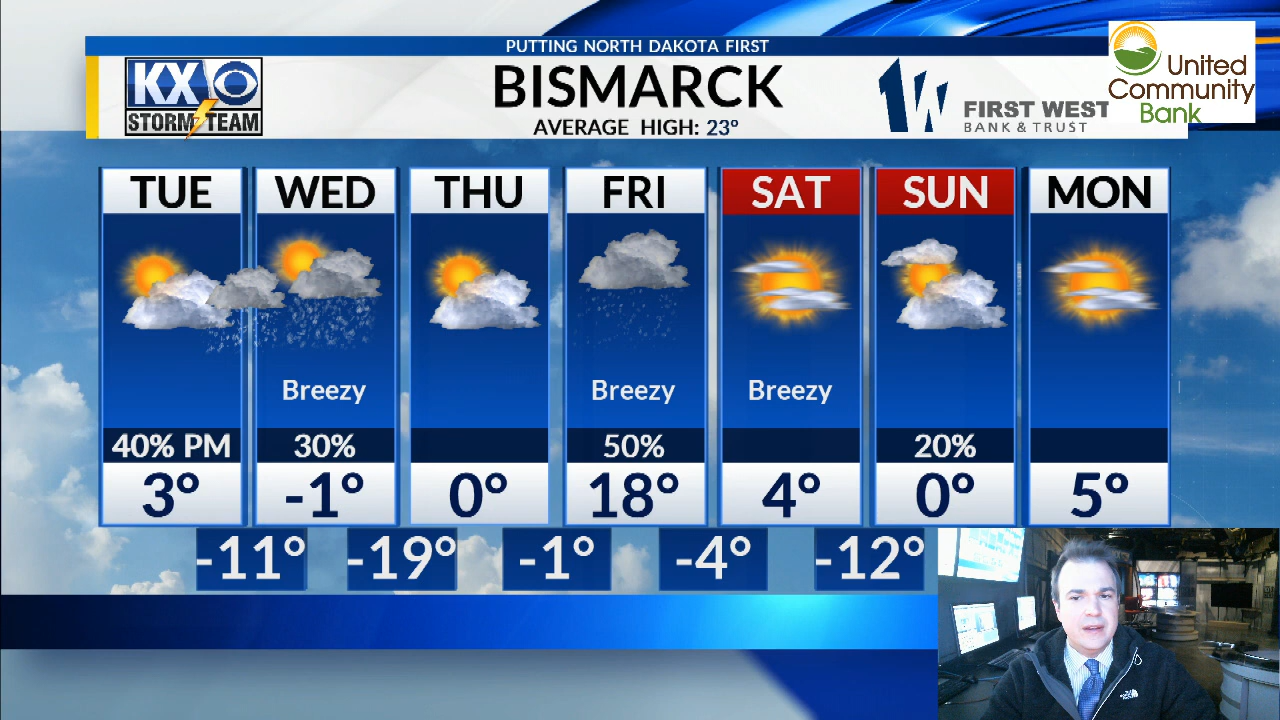 PUTTING NORTH DAKOTA FIRST
KX
STORM TEAM
BISMARCK
AVERAGE HIGH: 23°
FIRST WEST
BANK & TRUST
United
Community
Bank
TUE WED THU FRI SAT SUN MON
Breezy Breezy Breezy
40% PM 30% 50% 20%
3° -1° 0° 18° 4° 0° 5°
-11° -19° -1° -4° -12°